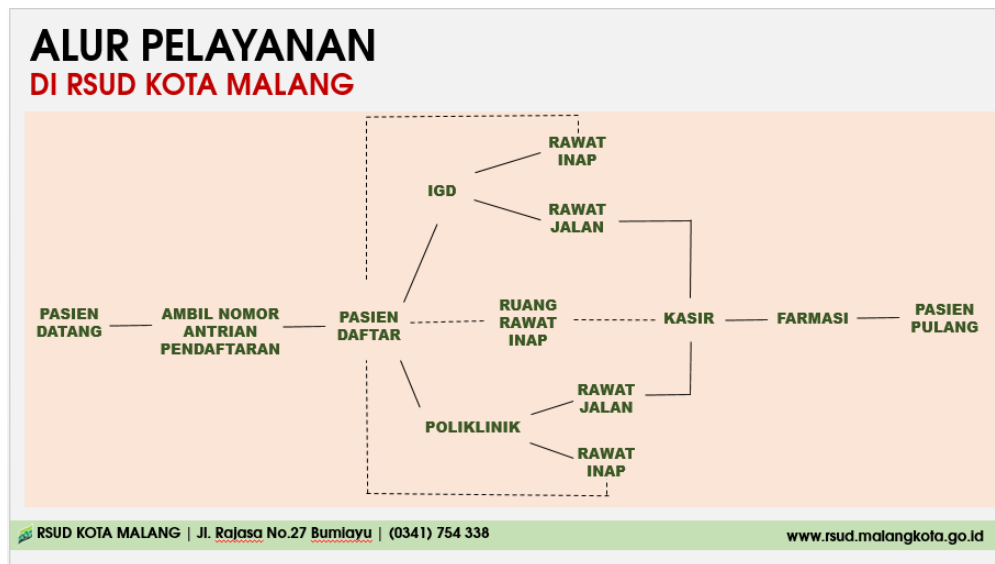 ALUR PELAYANAN
DI RSUD KOTA MALANG
PASIEN
DATANG
AMBIL NOMOR
ANTRIAN
PENDAFTARAN
PASIEN
DAFTAR
IGD
RAWAT
INAP
RAWAT
JALAN
RUANG
RAWAT
INAP
POLIKLINIK
RAWAT
JALAN
RAWAT
INAP
KASIR
FARMASI
PASIEN
PULANG
RSUD KOTA MALANG | Jl. Rajasa No.27 Bumiayu | (0341) 754 338
www.rsud.malangkota.go.id